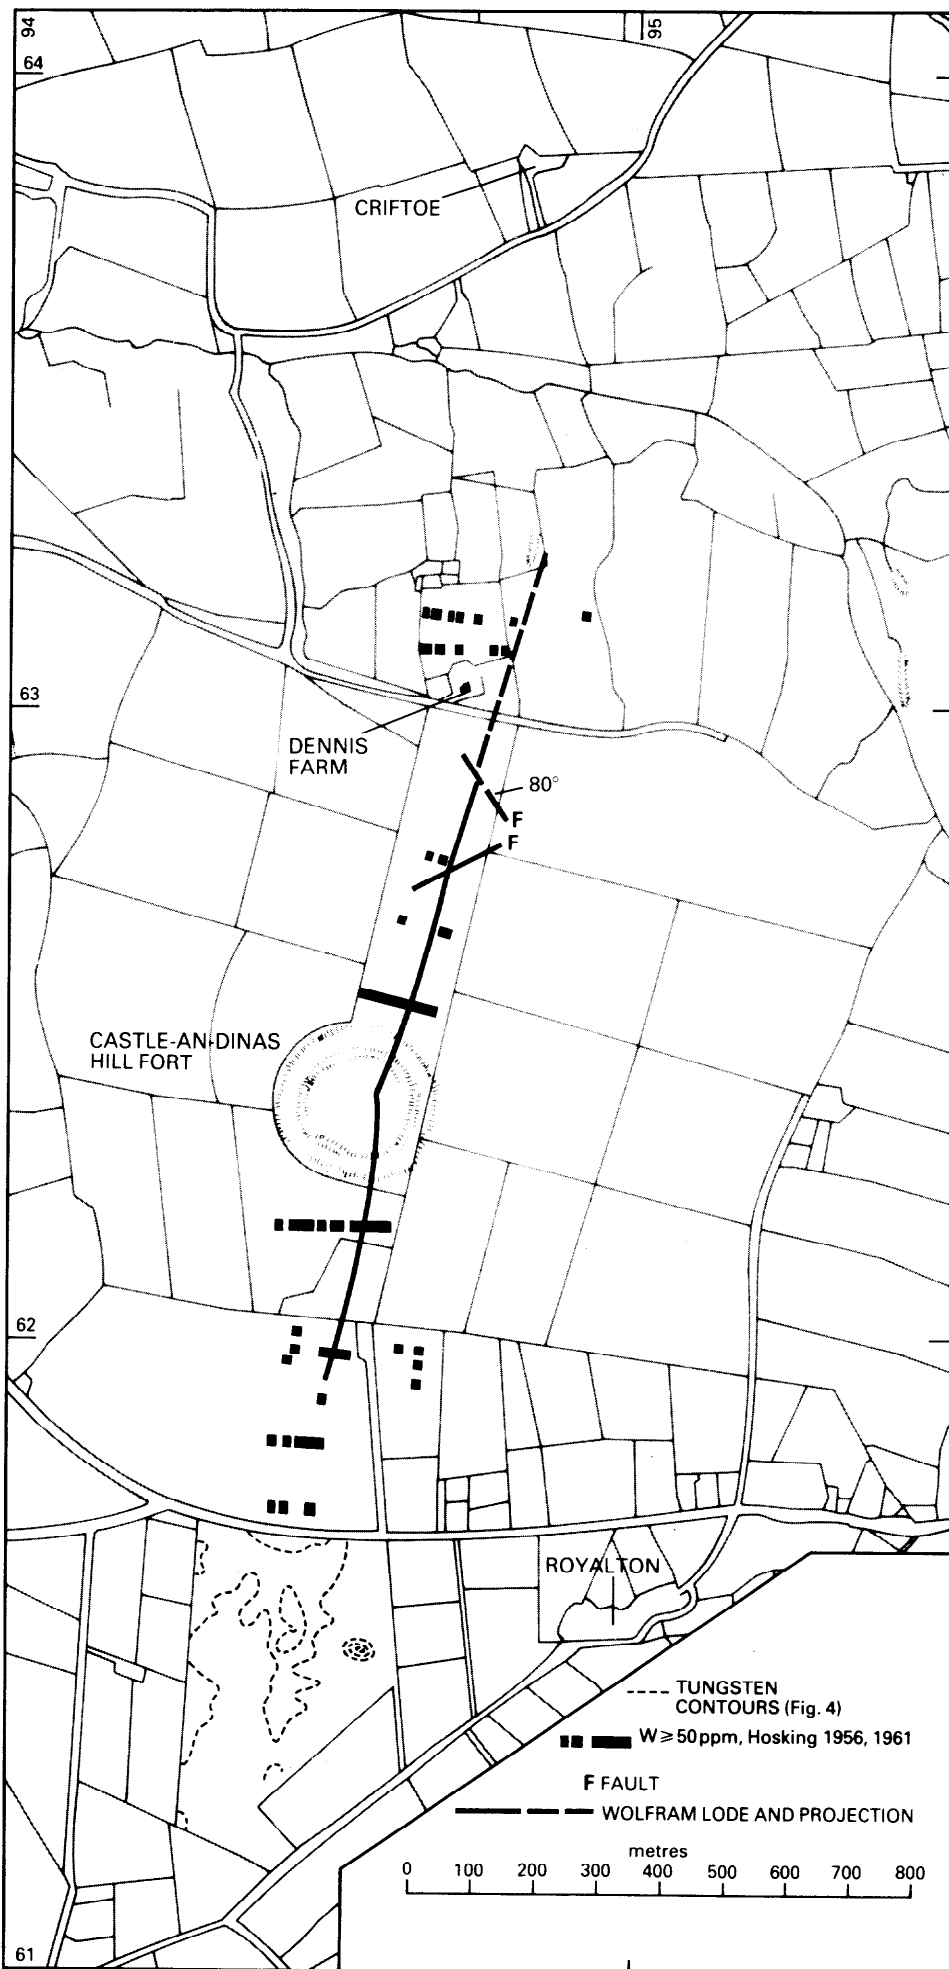 94
95
64
CRIFTOE
63
DENNIS
FARM
80°
F
F
CASTLE-AN-DINAS
HILL FORT
62
ROYALTON
TUNGSTEN
CONTOURS (Fig. 4)
W ≥ 50ppm, Hosking 1956, 1961
F FAULT
WOLFRAM LODE AND PROJECTION
metres
0 100 200 300 400 500 600 700 800
61